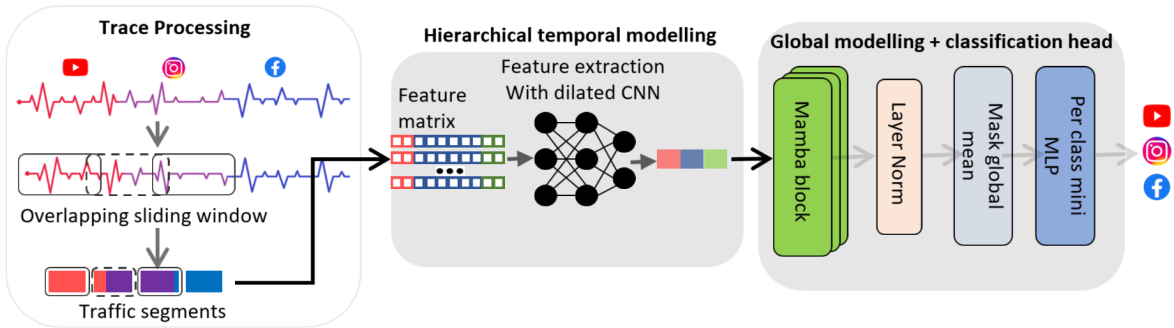 Trace Processing
Overlapping sliding window
Traffic segments
Hierarchical temporal modelling
Feature extraction
With dilated CNN
Feature
matrix
Global modelling + classification head
Mamba block
Layer Norm
Mask global
mean
Per class mini
MLP